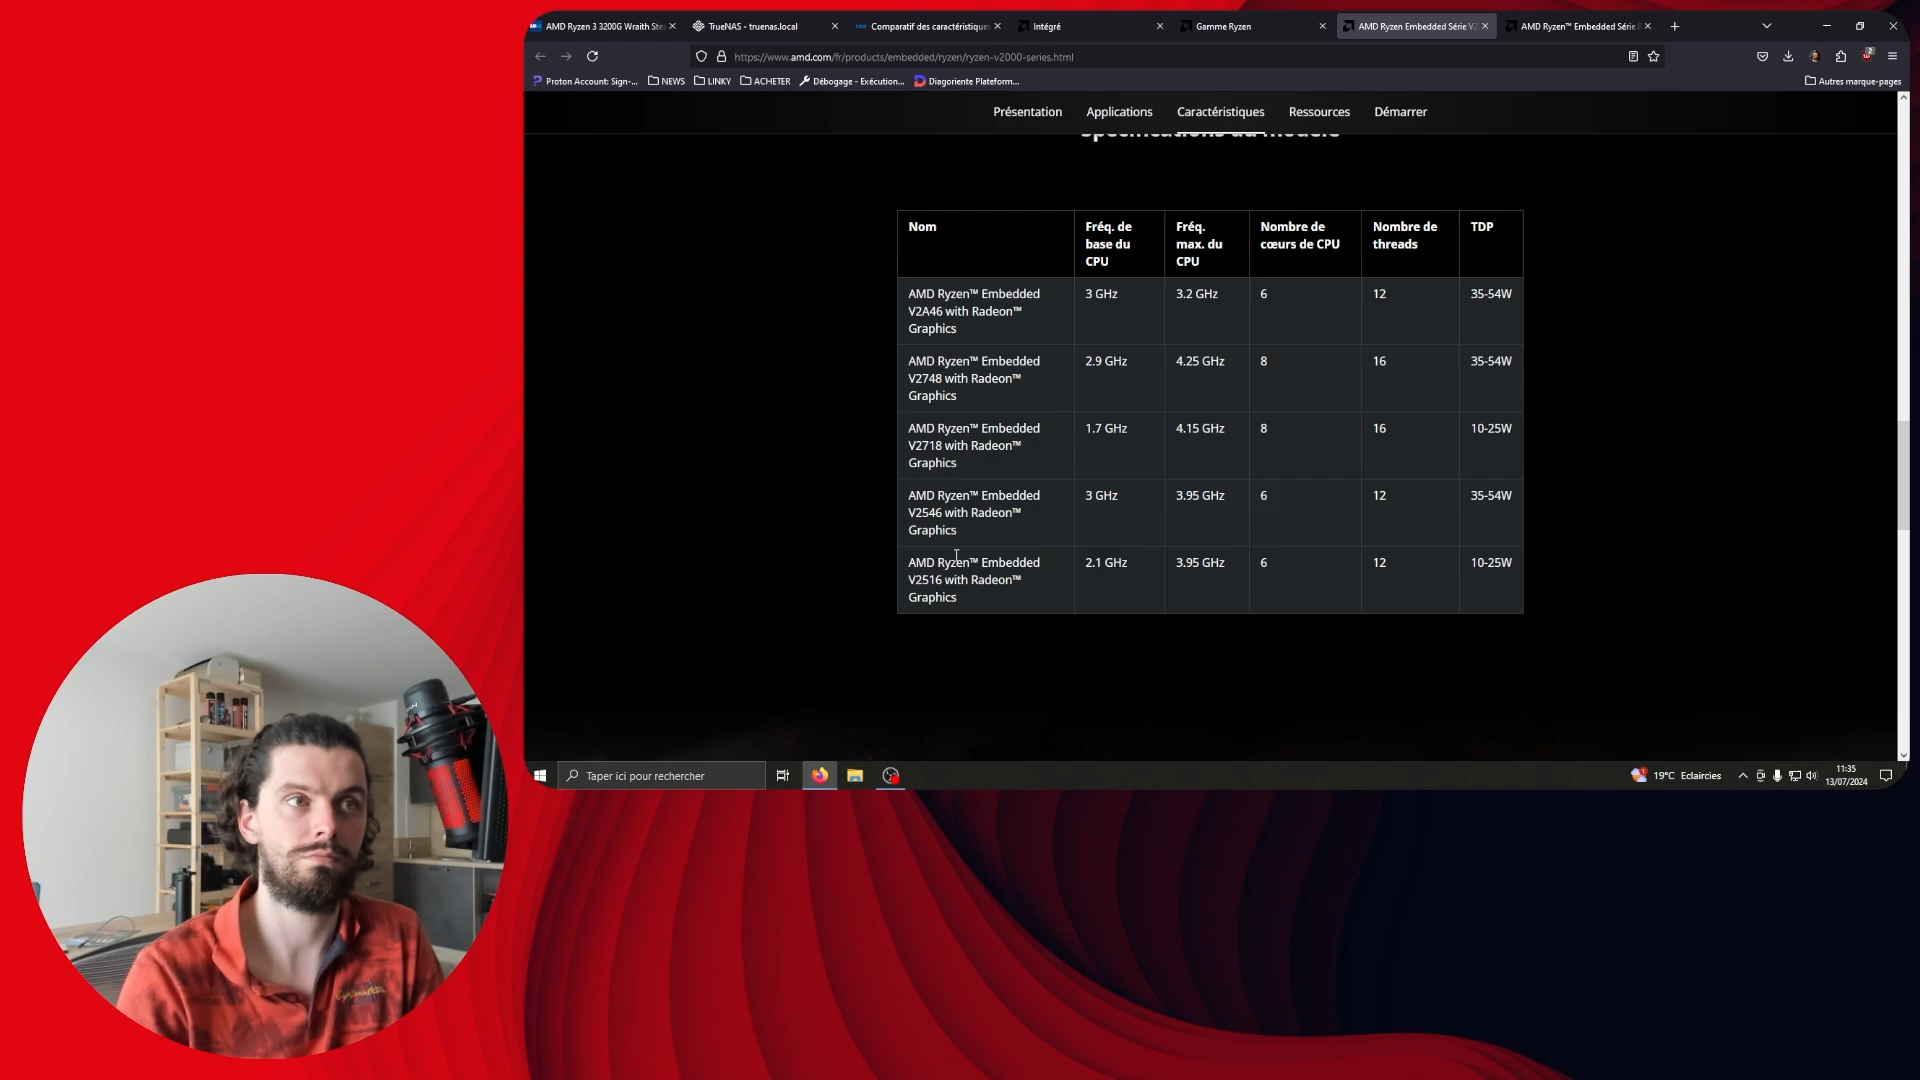 AMD Ryzen 3 3200G Wraith Ste
TrueNAS - truenas.local
Comparatif des caractéristiques
Intégré
Gamme Ryzen
AMD Ryzen Embedded Série V2
AMD Ryzen™ Embedded Série
https://www.amd.com/fr/products/embedded/ryzen/ryzen-v2000-series.html
2
Proton Account: Sign-...
NEWS
LINKY
ACHETER
Débogage - Exécution...
Diagoriente Plateform...
Autres marque-pages
Présentation
Applications
Caractéristiques
Ressources
Démarrer
Spécifications du modèle
Nom
Fréq. de base du CPU
Fréq. max. du CPU
Nombre de cœurs de CPU
Nombre de threads
TDP
AMD Ryzen™ Embedded V2A46 with Radeon™ Graphics
3 GHz
3.2 GHz
6
12
35-54W
AMD Ryzen™ Embedded V2748 with Radeon™ Graphics
2.9 GHz
4.25 GHz
8
16
35-54W
AMD Ryzen™ Embedded V2718 with Radeon™ Graphics
1.7 GHz
4.15 GHz
8
16
10-25W
AMD Ryzen™ Embedded V2546 with Radeon™ Graphics
3 GHz
3.95 GHz
6
12
35-54W
AMD Ryzen™ Embedded V2516 with Radeon™ Graphics
2.1 GHz
3.95 GHz
6
12
10-25W
Taper ici pour rechercher
19°C Eclaircies
11:35
13/07/2024